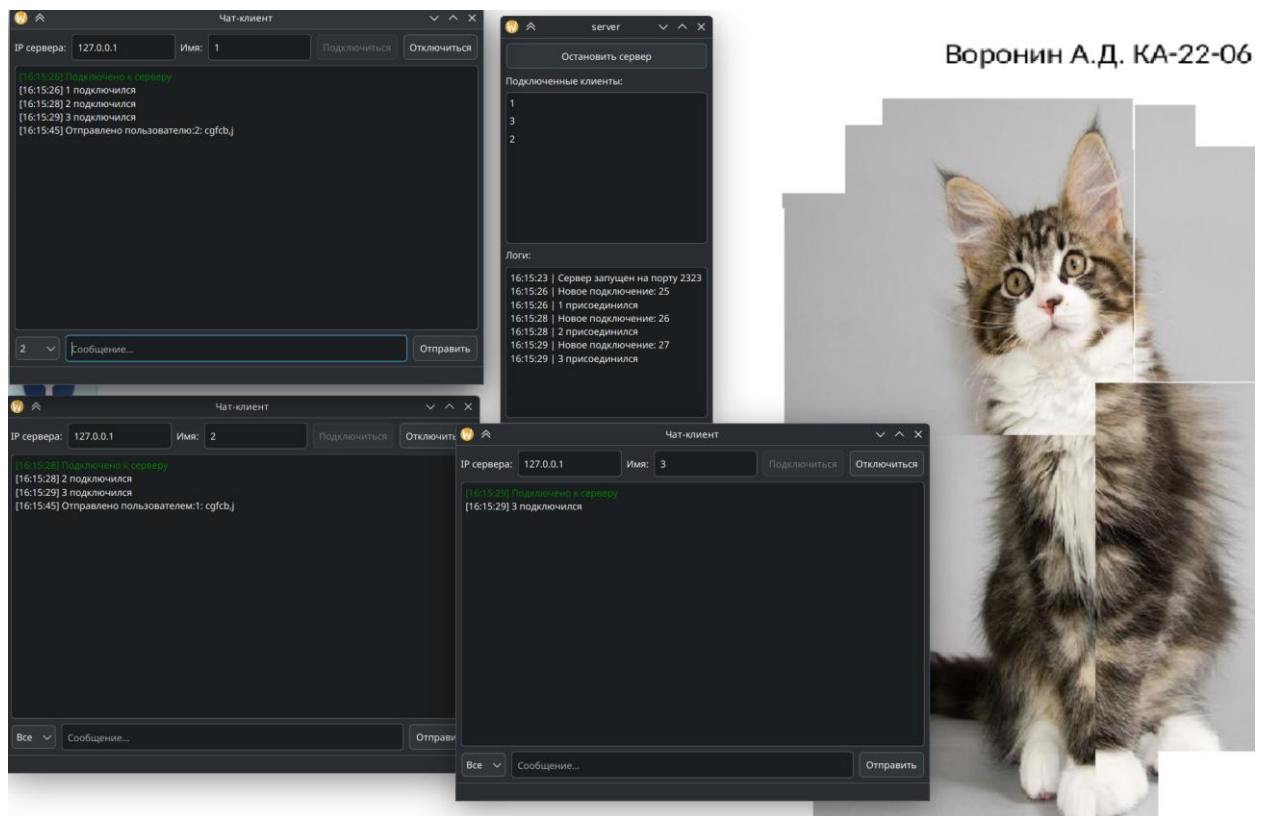 Чат-клиент
IP сервера: 127.0.0.1 Имя: 1 Подключиться Отключиться
[16:15:26] Подключено к серверу
[16:15:26] 1 подключился
[16:15:28] 2 подключился
[16:15:29] 3 подключился
[16:15:45] Отправлено пользователю:2: cgfcb,j
2 Сообщение... Отправить
server
Остановить сервер
Подключенные клиенты:
1
3
2
Логи:
16:15:23 | Сервер запущен на порту 2323
16:15:26 | Новое подключение: 25
16:15:26 | 1 присоединился
16:15:28 | Новое подключение: 26
16:15:28 | 2 присоединился
16:15:29 | Новое подключение: 27
16:15:29 | 3 присоединился
Воронин А.Д. КА-22-06
Чат-клиент
IP сервера: 127.0.0.1 Имя: 2 Подключиться Отключить
[16:15:28] Подключено к серверу
[16:15:28] 2 подключился
[16:15:29] 3 подключился
[16:15:45] Отправлено пользователем:1: cgfcb,j
Все Сообщение... Отправи
Чат-клиент
IP сервера: 127.0.0.1 Имя: 3 Подключиться Отключиться
[16:15:29] Подключено к серверу
[16:15:29] 3 подключился
Все Сообщение... Отправить